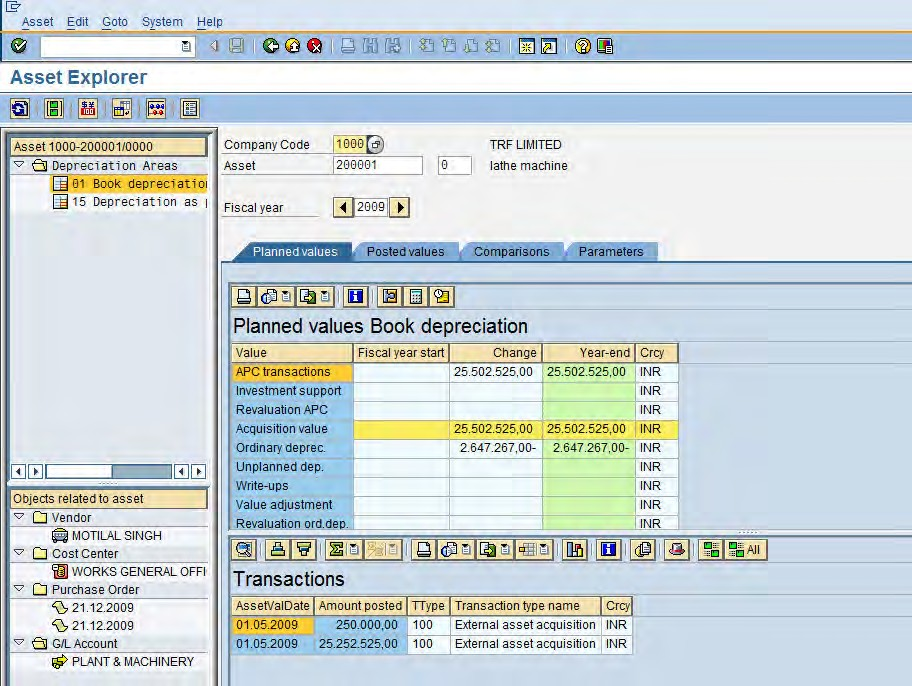 Asset Edit Goto System Help
Asset Explorer
Asset 1000-200001/0000
Depreciation Areas
01 Book depreciatio
15 Depreciation as
Objects related to asset
Vendor
MOTILAL SINGH
Cost Center
WORKS GENERAL OFFI
Purchase Order
21.12.2009
21.12.2009
G/L Account
PLANT & MACHINERY
Company Code 1000 TRF LIMITED
Asset 200001 0 lathe machine
Fiscal year 2009
Planned values Posted values Comparisons Parameters
Planned values Book depreciation
Value Fiscal year start Change Year-end Crcy
APC transactions 25.502.525,00 25.502.525,00 INR
Investment support INR
Revaluation APC INR
Acquisition value 25.502.525,00 25.502.525,00 INR
Ordinary deprec. 2.647.267,00- 2.647.267,00- INR
Unplanned dep. INR
Write-ups INR
Value adjustment INR
Revaluation ord.dep. INR
All
Transactions
AssetValDate Amount posted TType Transaction type name Crcy
01.05.2009 250.000,00 100 External asset acquisition INR
01.05.2009 25.252.525,00 100 External asset acquisition INR